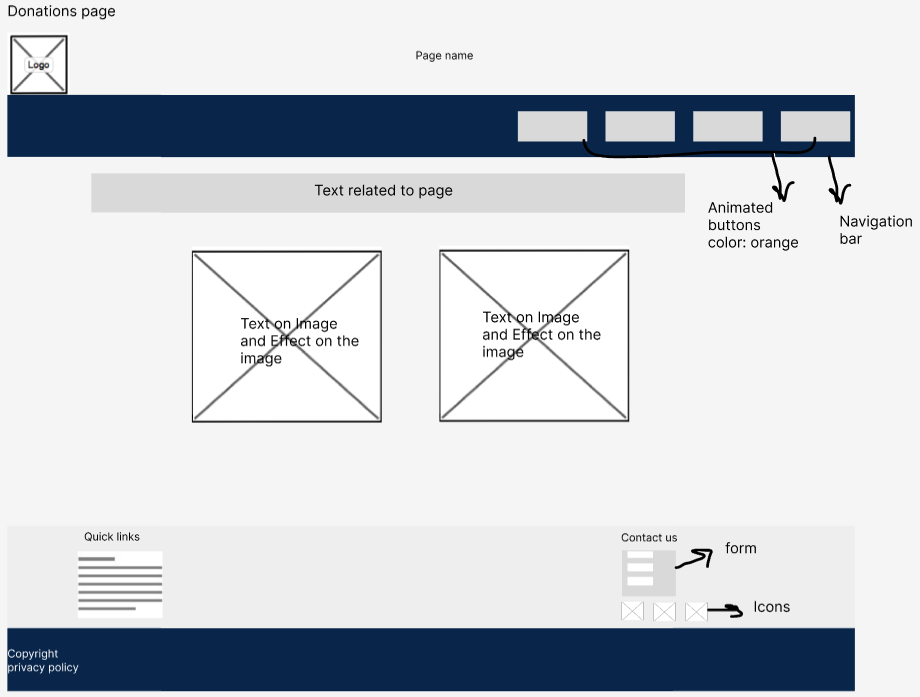 Donations page
Logo
Page name
Text related to page
Animated
buttons
color: orange
Navigation
bar
Text on Image
and Effect on the
image
Text on Image
and Effect on the
image
Quick links
Contact us
form
Icons
Copyright
privacy policy